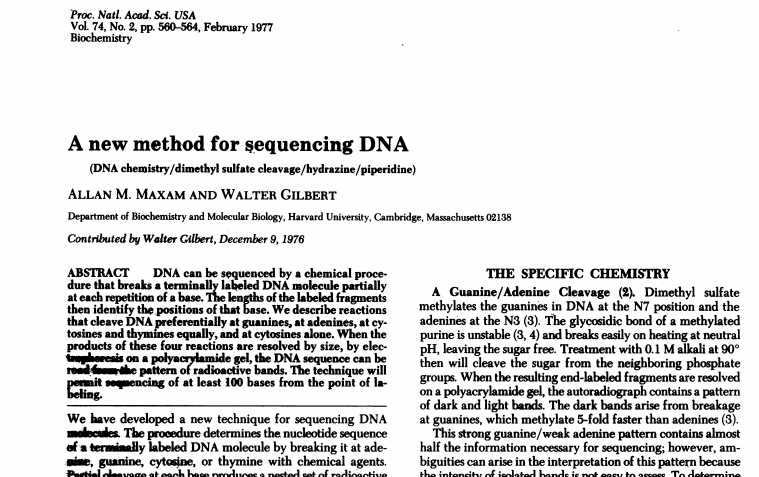 Proc. Natl. Acad. Sci. USA
Vol. 74, No. 2, pp. 560–564, February 1977
Biochemistry
A new method for sequencing DNA
(DNA chemistry/dimethyl sulfate cleavage/hydrazine/piperidine)
ALLAN M. MAXAM AND WALTER GILBERT
Department of Biochemistry and Molecular Biology, Harvard University, Cambridge, Massachusetts 02138
Contributed by Walter Gilbert, December 9, 1976
ABSTRACT DNA can be sequenced by a chemical proce-
dure that breaks a terminally labeled DNA molecule partially
at each repetition of a base. The lengths of the labeled fragments
then identify the positions of that base. We describe reactions
that cleave DNA preferentially at guanines, at adenines, at cy-
tosines and thymines equally, and at cytosines alone. When the
products of these four reactions are resolved by size, by elec-
trophoresis on a polyacrylamide gel, the DNA sequence can be
read from the pattern of radioactive bands. The technique will
permit sequencing of at least 100 bases from the point of la-
beling.
We have developed a new technique for sequencing DNA
molecules. The procedure determines the nucleotide sequence
of a terminally labeled DNA molecule by breaking it at ade-
nine, guanine, cytosine, or thymine with chemical agents.
Partial cleavage at each base produces a nested set of radioactive
THE SPECIFIC CHEMISTRY
A Guanine/Adenine Cleavage (2). Dimethyl sulfate
methylates the guanines in DNA at the N7 position and the
adenines at the N3 (3). The glycosidic bond of a methylated
purine is unstable (3, 4) and breaks easily on heating at neutral
pH, leaving the sugar free. Treatment with 0.1 M alkali at 90°
then will cleave the sugar from the neighboring phosphate
groups. When the resulting end-labeled fragments are resolved
on a polyacrylamide gel, the autoradiograph contains a pattern
of dark and light bands. The dark bands arise from breakage
at guanines, which methylate 5-fold faster than adenines (3).
This strong guanine/weak adenine pattern contains almost
half the information necessary for sequencing; however, am-
biguities can arise in the interpretation of this pattern because
the intensity of isolated bands is not easy to assess. To determine